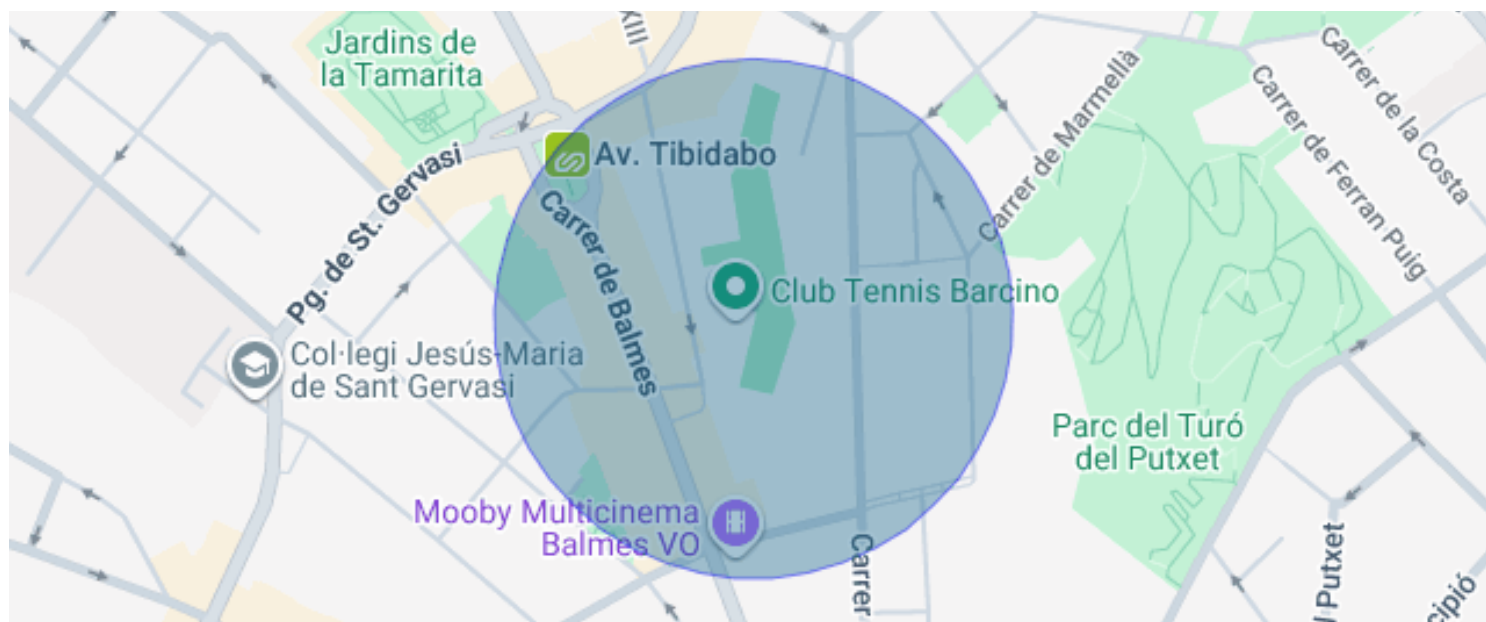 Jardins de
la Tamarita
XIII
Av. Tibidabo
Pg. de St. Gervasi
Carrer de Balmes
Carrer de Marmellà
Carrer de la Costa
Carrer de Ferran Puig
Club Tennis Barcino
Col·legi Jesús-Maria
de Sant Gervasi
Parc del Turó
del Putxet
Mooby Multicinema
Balmes VO
Carrer
l Putxet
cipió